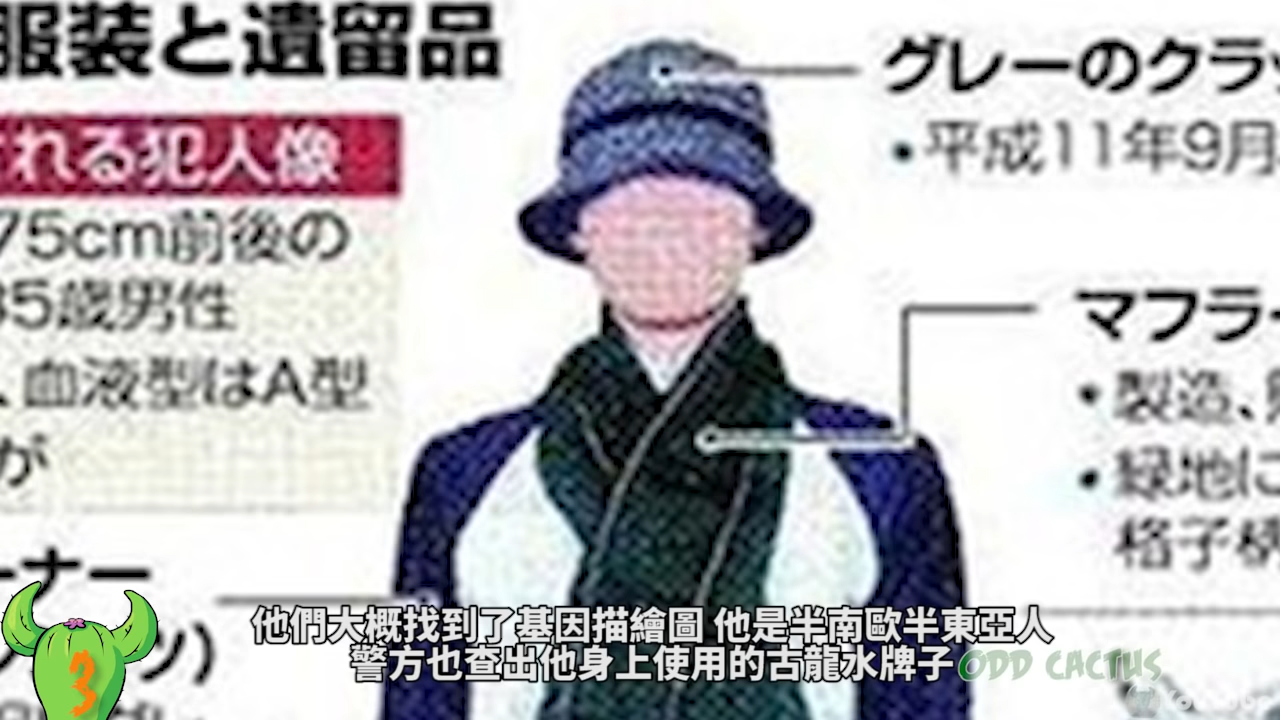 服装と遺留品
される犯人像
75cm前後の
35歳男性
、血液型はA型
が
ーナー
ツ)
グレーのクラッ
•平成11年9月
マフラー
•製造、
•緑地に
格子柄
他們大概找到了基因描繪圖 他是半南歐半東亞人
警方也查出他身上使用的古龍水牌子
ODD CACTUS
3